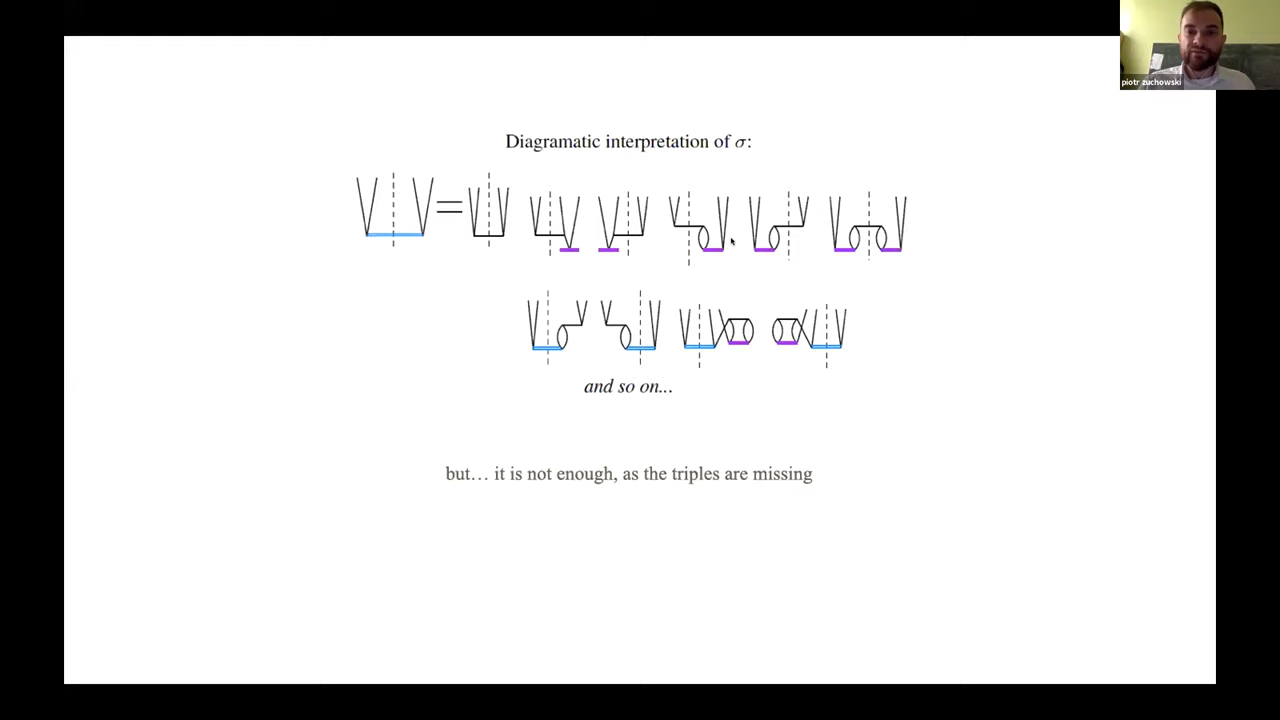 piotr zuchowski
Diagramatic interpretation of σ:
and so on...
but… it is not enough, as the triples are missing